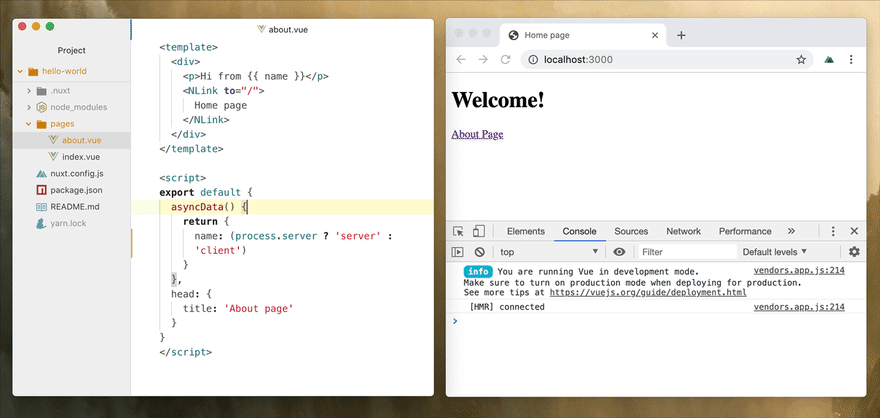 Project
hello-world
.nuxt
node_modules
pages
about.vue
index.vue
nuxt.config.js
package.json
README.md
yarn.lock
about.vue
<template>
<div>
<p>Hi from {{ name }}</p>
<NLink to="/">
Home page
</NLink>
</div>
</template>
<script>
export default {
asyncData() {
return {
name: (process.server ? 'server' :
'client')
}
},
head: {
title: 'About page'
}
}
</script>
Home page
localhost:3000
Welcome!
About Page
Elements Console Sources Network Performance »
top Filter Default levels
info You are running Vue in development mode. vendors.app.js:214
Make sure to turn on production mode when deploying for production.
See more tips at https://vuejs.org/guide/deployment.html
[HMR] connected vendors.app.js:214
>